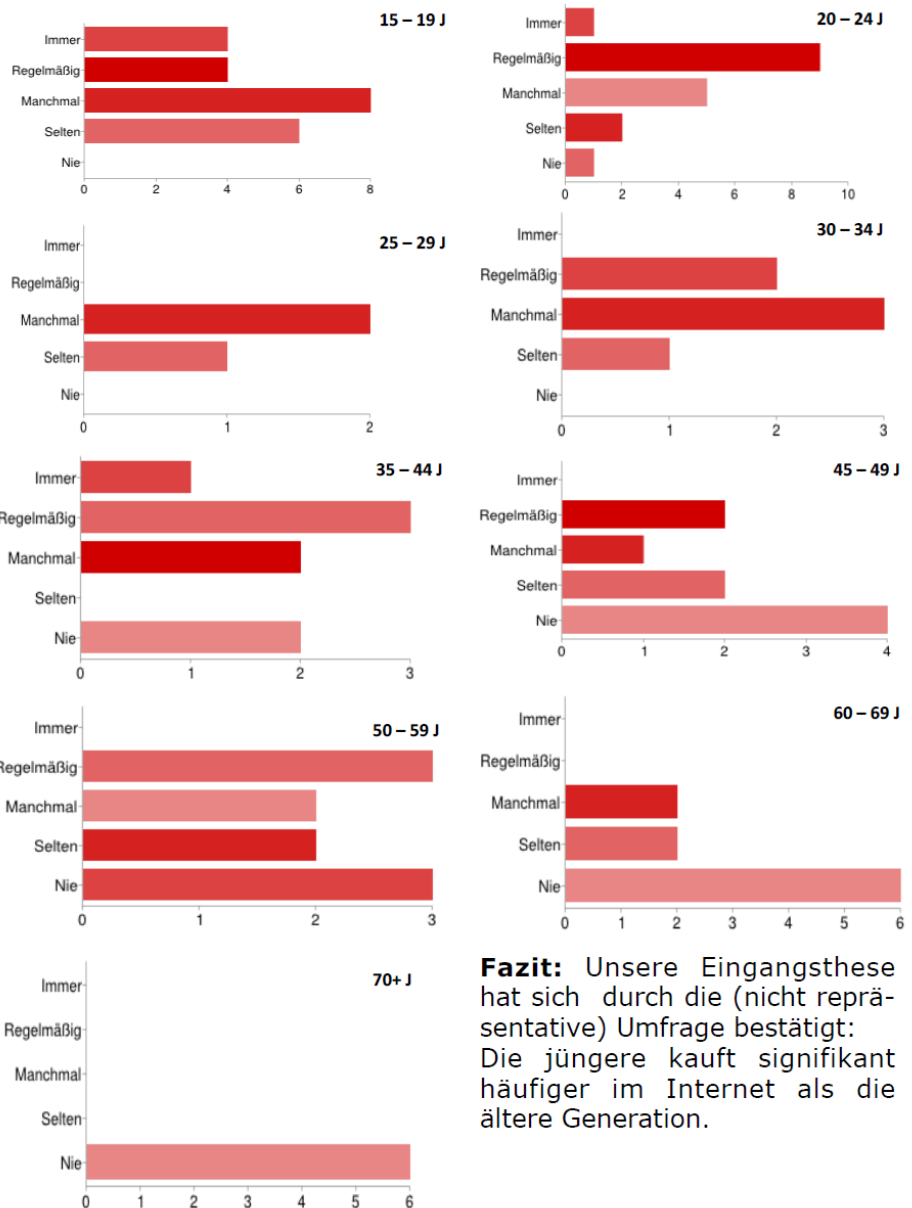 15 – 19 J
Immer
Regelmäßig
Manchmal
Selten
Nie
0 2 4 6 8
20 – 24 J
Immer
Regelmäßig
Manchmal
Selten
Nie
0 2 4 6 8 10
25 – 29 J
Immer
Regelmäßig
Manchmal
Selten
Nie
0 1 2
30 – 34 J
Immer
Regelmäßig
Manchmal
Selten
Nie
0 1 2 3
35 – 44 J
Immer
Regelmäßig
Manchmal
Selten
Nie
0 1 2 3
45 – 49 J
Immer
Regelmäßig
Manchmal
Selten
Nie
0 1 2 3 4
50 – 59 J
Immer
Regelmäßig
Manchmal
Selten
Nie
0 1 2 3
60 – 69 J
Immer
Regelmäßig
Manchmal
Selten
Nie
0 1 2 3 4 5 6
70+ J
Immer
Regelmäßig
Manchmal
Selten
Nie
0 1 2 3 4 5 6
Fazit: Unsere Eingangsthese
hat sich durch die (nicht reprä-
sentative) Umfrage bestätigt:
Die jüngere kauft signifikant
häufiger im Internet als die
ältere Generation.